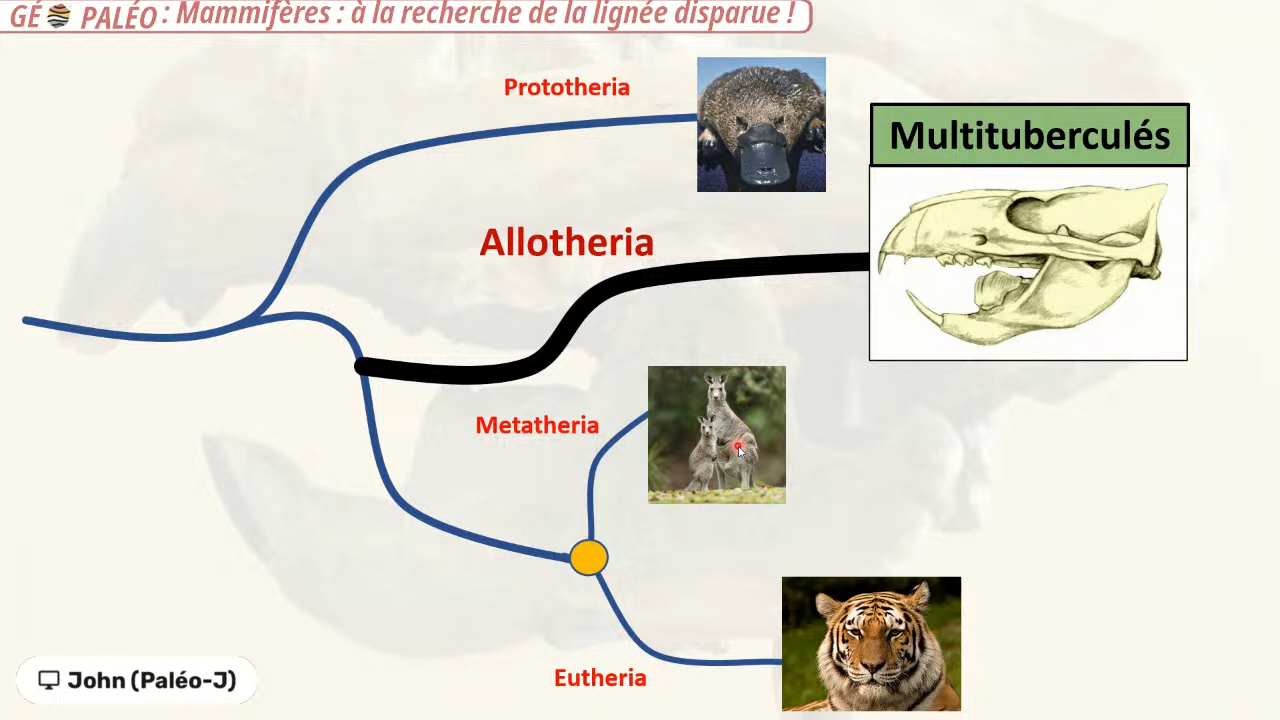 GÉ PALÉO : Mammifères : à la recherche de la lignée disparue !
Prototheria
Multituberculés
Allotheria
Metatheria
Eutheria
John (Paléo-J)